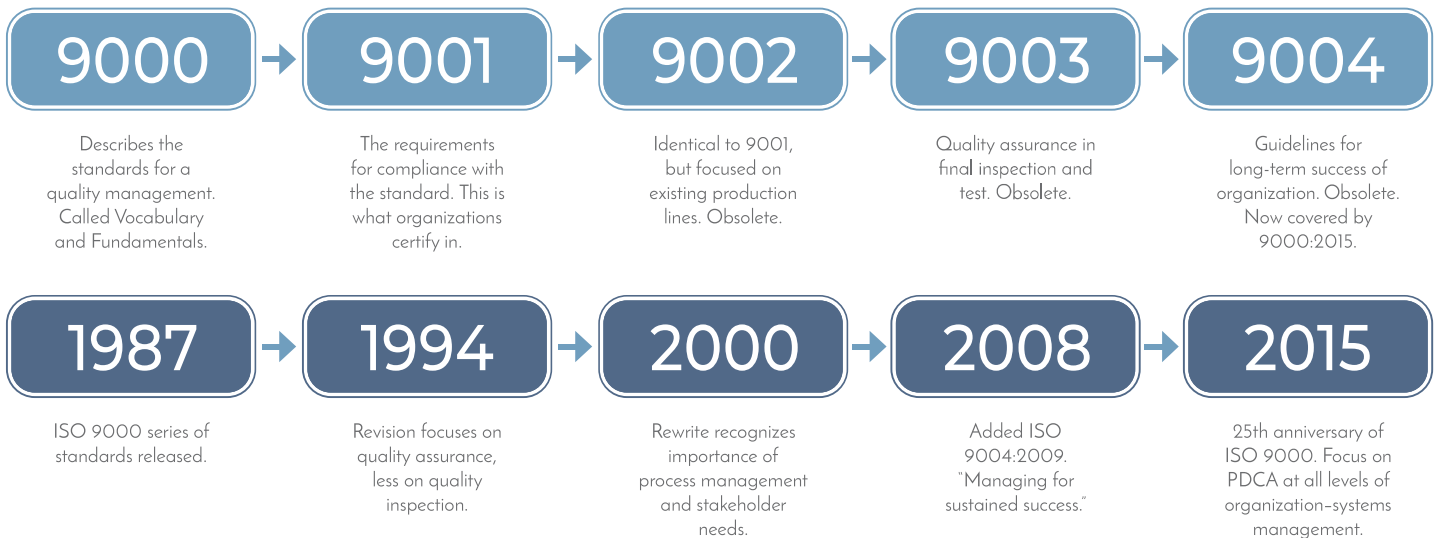 9000
9001
9002
9003
9004
Describes the
standards for a
quality management.
Called Vocabulary
and Fundamentals.
The requirements
for compliance with
the standard. This is
what organizations
certify in.
Identical to 9001,
but focused on
existing production
lines. Obsolete.
Quality assurance in
final inspection and
test. Obsolete.
Guidelines for
long-term success of
organization. Obsolete.
Now covered by
9000:2015.
1987
1994
2000
2008
2015
ISO 9000 series of
standards released.
Revision focuses on
quality assurance,
less on quality
inspection.
Rewrite recognizes
importance of
process management
and stakeholder
needs.
Added ISO
9004:2009.
"Managing for
sustained success."
25th anniversary of
ISO 9000. Focus on
PDCA at all levels of
organization–systems
management.